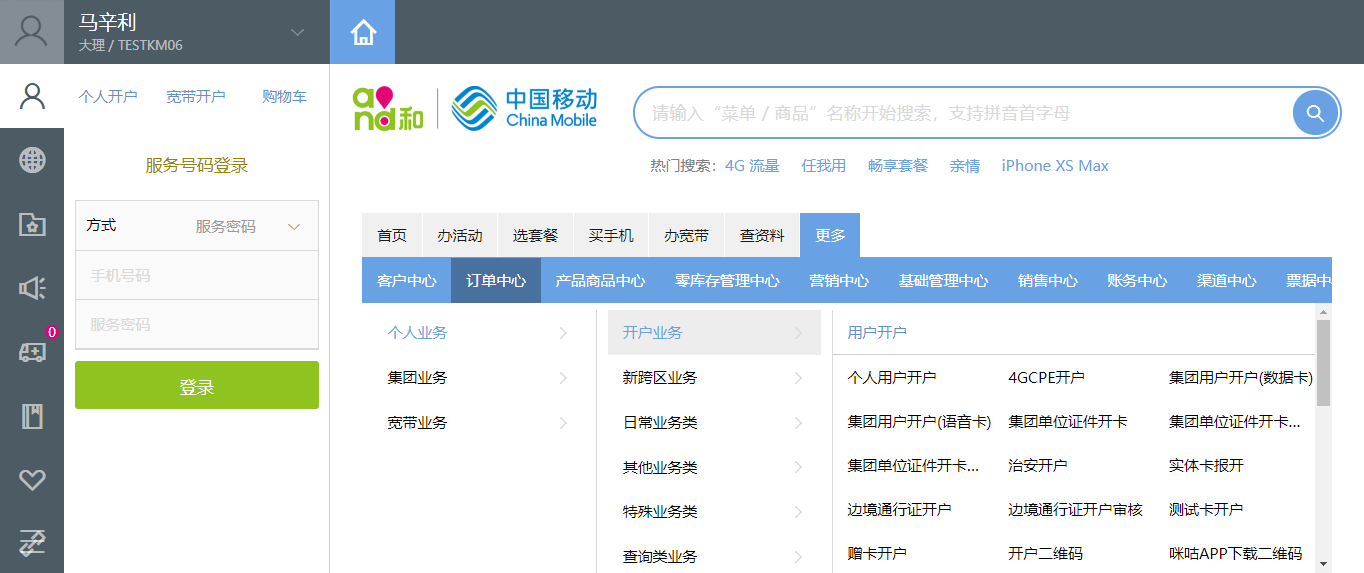 马辛利
大理 / TESTKM06
个人开户 宽带开户 购物车
服务号码登录
方式 服务密码
手机号码
服务密码
登录
0
and和 中国移动
China Mobile
请输入“菜单 / 商品”名称开始搜索，支持拼音首字母
热门搜索: 4G 流量 任我用 畅享套餐 亲情 iPhone XS Max
首页 办活动 选套餐 买手机 办宽带 查资料 更多
客户中心 订单中心 产品商品中心 零库存管理中心 营销中心 基础管理中心 销售中心 账务中心 渠道中心 票据中
个人业务 开户业务 用户开户
集团业务 新跨区业务 个人用户开户 4GCPE开户 集团用户开户(数据卡)
宽带业务 日常业务类 集团用户开户(语音卡) 集团单位证件开卡 集团单位证件开卡...
其他业务类 集团单位证件开卡... 治安开户 实体卡报开
特殊业务类 边境通行证开户 边境通行证开户审核 测试卡开户
查询类业务 赠卡开户 开户二维码 咪咕APP下载二维码